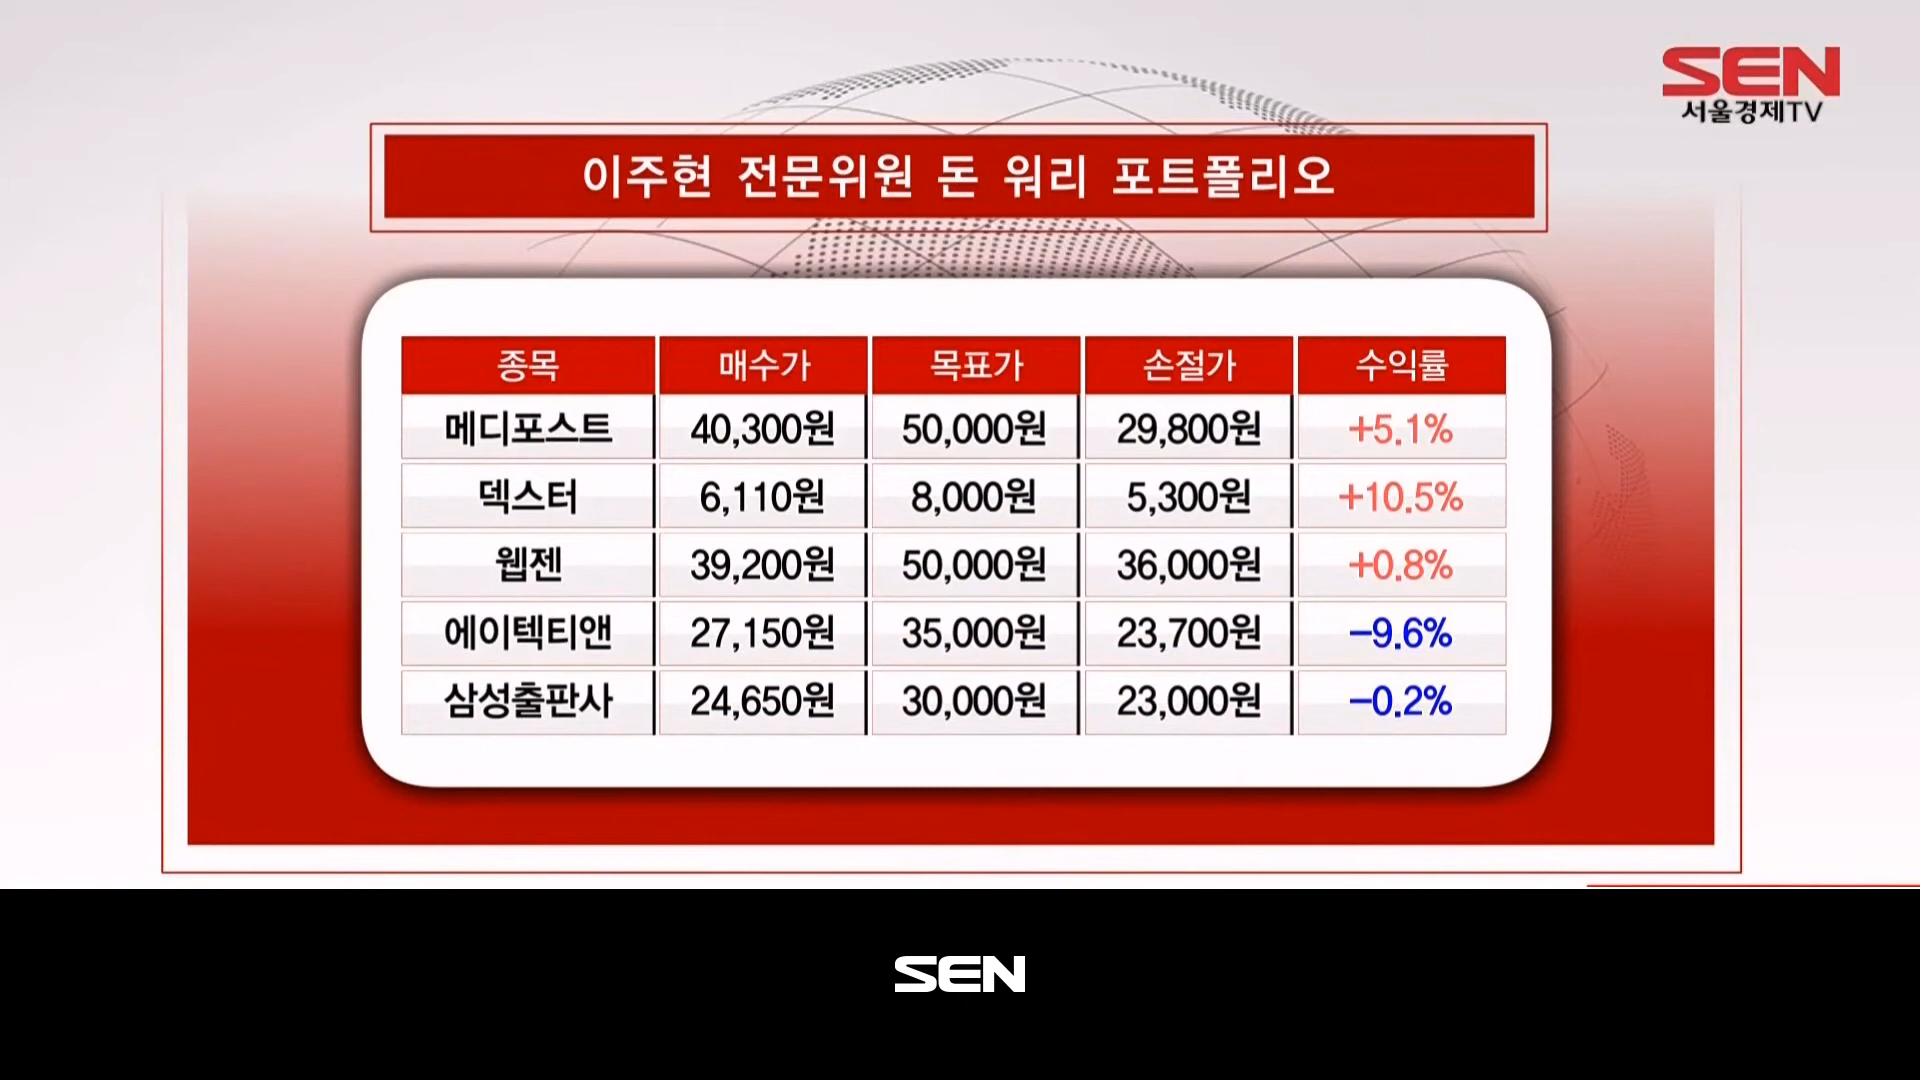 SEN
서울경제TV
이주현 전문위원 돈 워리 포트폴리오
종목 매수가 목표가 손절가 수익률
메디포스트 40,300원 50,000원 29,800원 +5.1%
덱스터 6,110원 8,000원 5,300원 +10.5%
웹젠 39,200원 50,000원 36,000원 +0.8%
에이텍티앤 27,150원 35,000원 23,700원 -9.6%
삼성출판사 24,650원 30,000원 23,000원 -0.2%
SEN